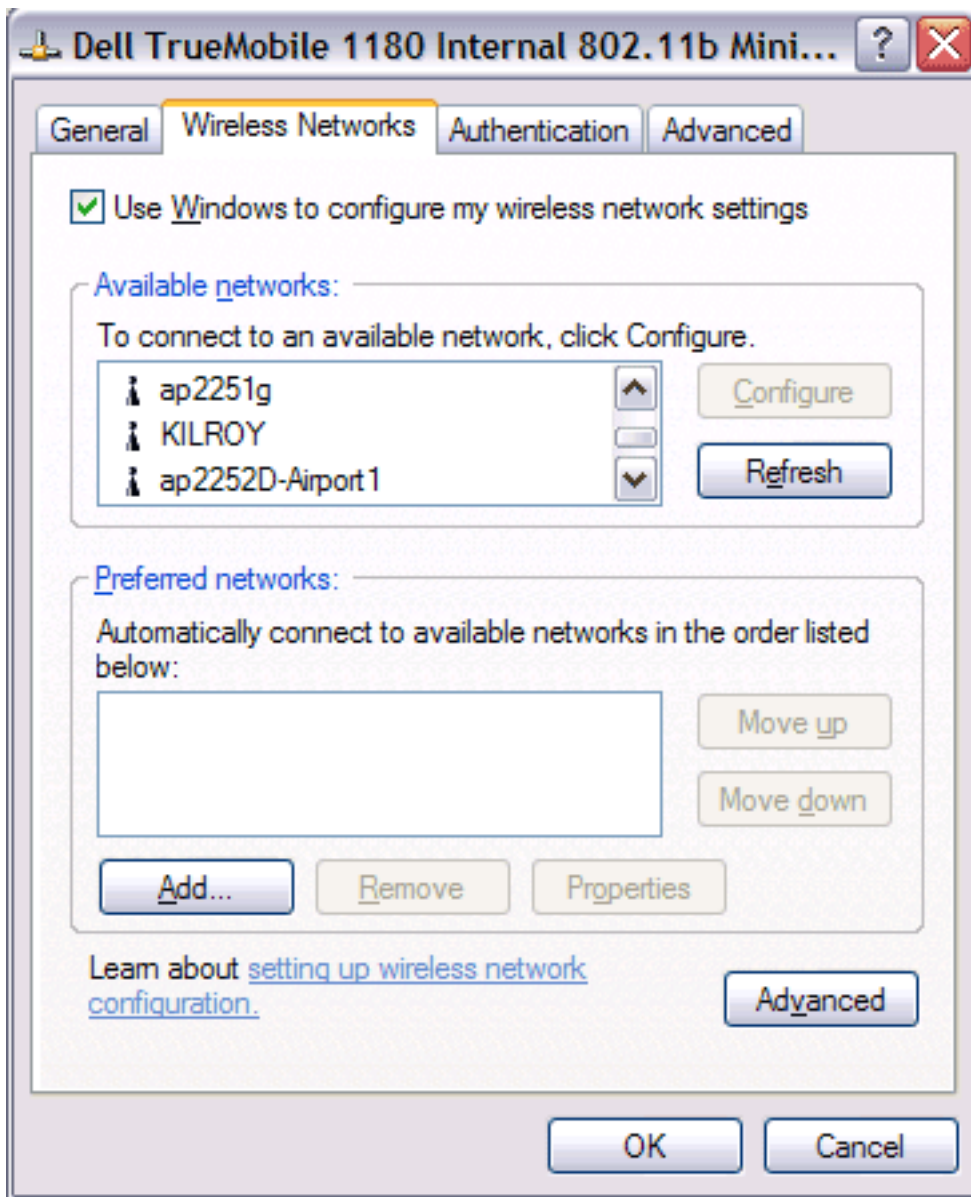 Dell TrueMobile 1180 Internal 802.11b Mini...
General Wireless Networks Authentication Advanced
Use Windows to configure my wireless network settings
Available networks:
To connect to an available network, click Configure.
ap2251g
KILROY
ap2252D-Airport1
Configure
Refresh
Preferred networks:
Automatically connect to available networks in the order listed
below:
Move up
Move down
Add... Remove Properties
Learn about setting up wireless network
configuration.
Advanced
OK Cancel